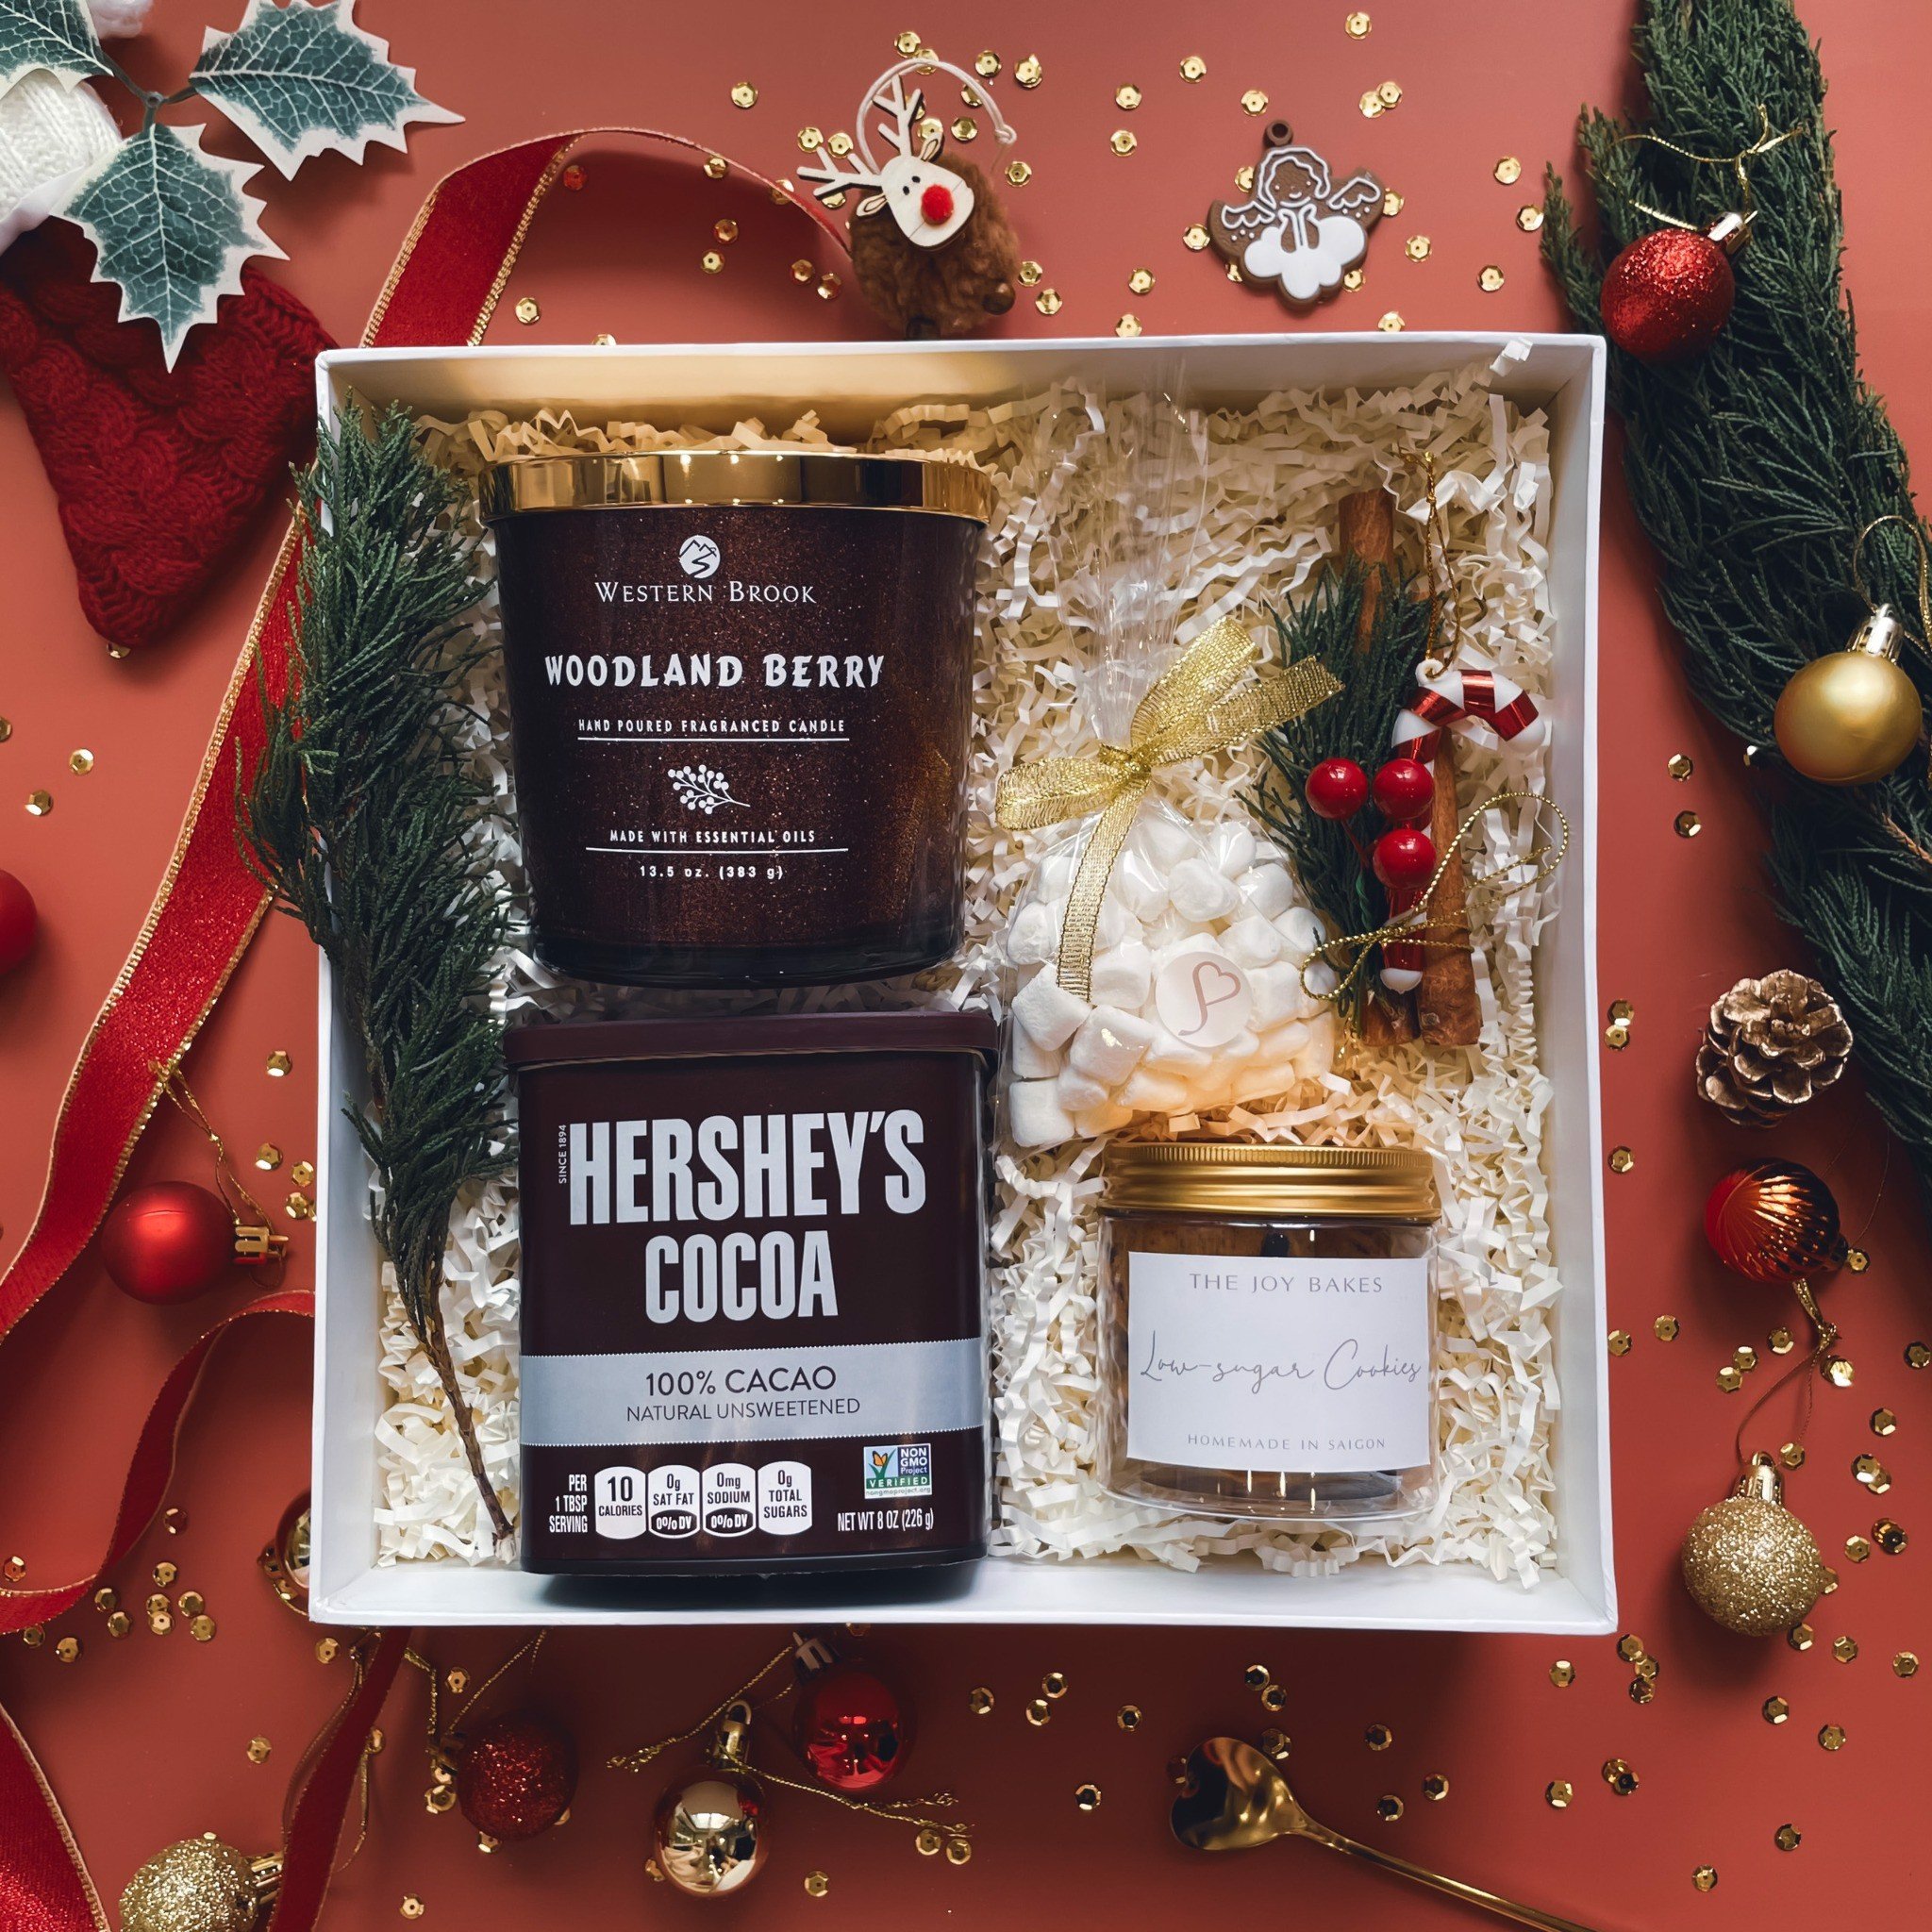 WESTERN BROOK
WOODLAND BERRY
HAND POURED FRAGRANCED CANDLE
MADE WITH ESSENTIAL OILS
13.5 oz. (383 g)
SINCE 1894
HERSHEY'S
COCOA
100% CACAO
NATURAL UNSWEETENED
PER
1 TBSP
SERVING
10
CALORIES
0g
SAT FAT
0% DV
0mg
SODIUM
0% DV
0g
TOTAL
SUGARS
NON
GMO
Project
VERIFIED
nongmoproject.org
NET WT 8 OZ (226 g)
THE JOY BAKES
Low-sugar Cookies
HOMEMADE IN SAIGON